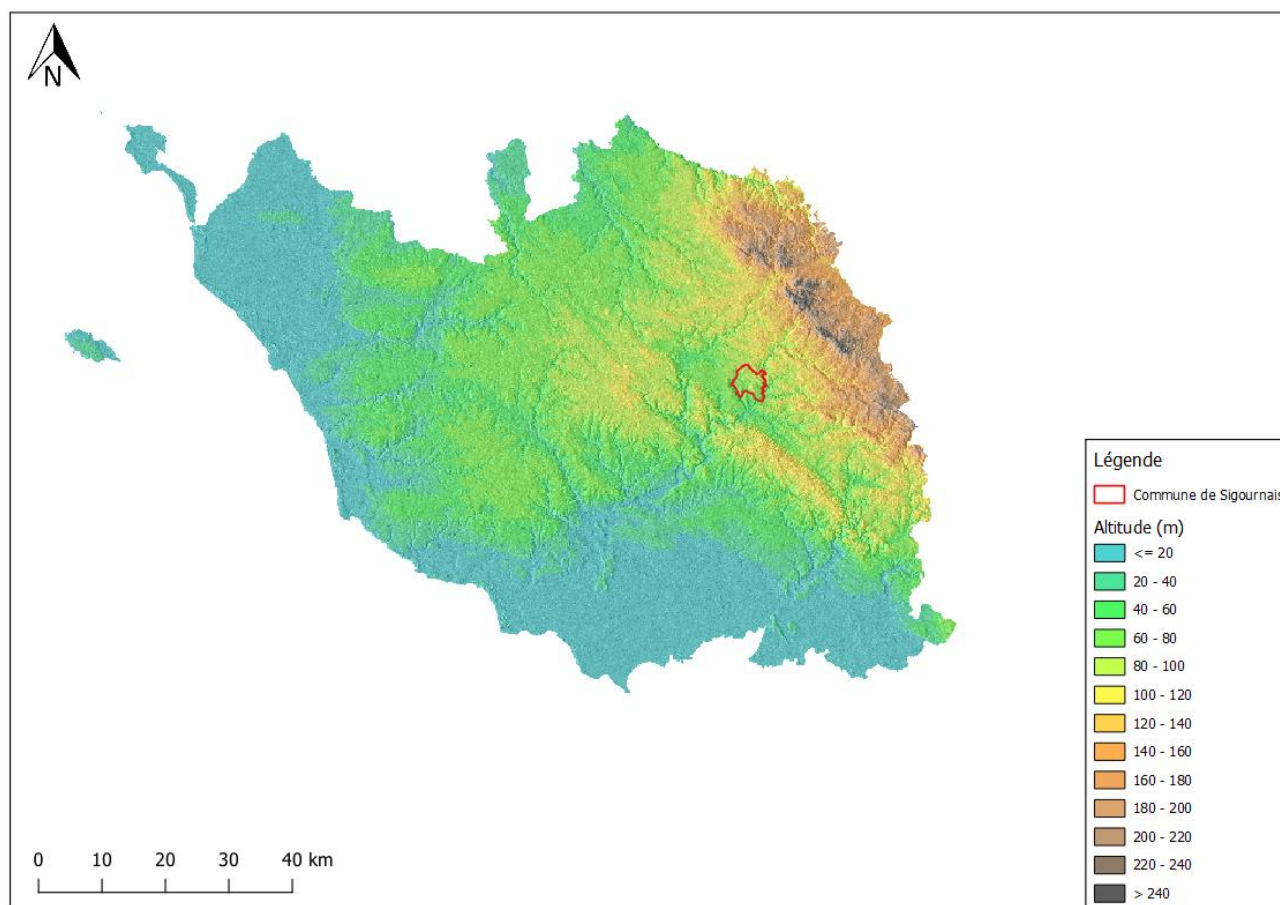 N
Légende
Commune de Sigournais
Altitude (m)
<= 20
20 - 40
40 - 60
60 - 80
80 - 100
100 - 120
120 - 140
140 - 160
160 - 180
180 - 200
200 - 220
220 - 240
> 240
0 10 20 30 40 km